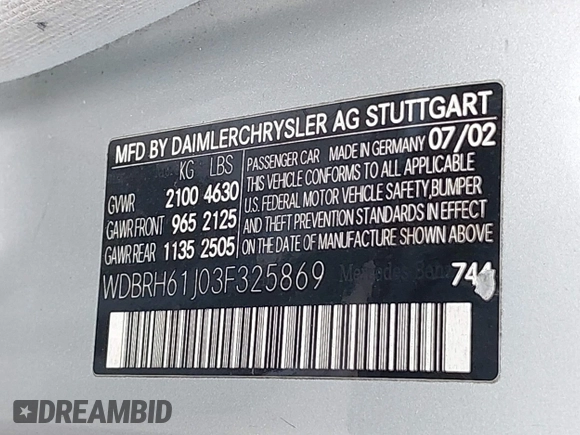 MFD BY DAIMLERCHRYSLER AG STUTTGART
KG LBS
GVWR 2100 4630
GAWR FRONT 965 2125
GAWR REAR 1135 2505
PASSENGER CAR MADE IN GERMANY 07/02
THIS VEHICLE CONFORMS TO ALL APPLICABLE
U.S. FEDERAL MOTOR VEHICLE SAFETY BUMPER
AND THEFT PREVENTION STANDARDS IN EFFECT
ON THE DATE OF MANUFACTURE SHOWN ABOVE.
WDBRH61J03F325869 Mercedes Benz
DREAMBID